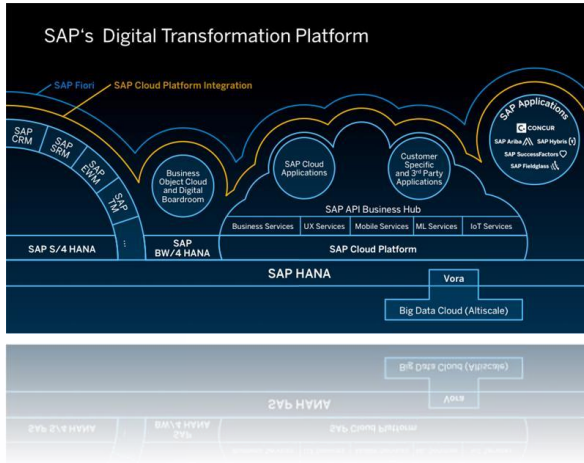 SAP's Digital Transformation Platform
SAP Fiori
SAP Cloud Platform Integration
SAP
CRM
SAP
SRM
SAP
EWM
SAP
TM
...
Business
Object Cloud
and Digital
Boardroom
SAP Cloud
Applications
Customer
Specific
and 3rd Party
Applications
SAP Applications
CONCUR
SAP Ariba SAP Hybris
SAP SuccessFactors
SAP Fieldglass
SAP API Business Hub
Business Services UX Services Mobile Services ML Services IoT Services
SAP S/4 HANA
SAP
BW/4 HANA
SAP Cloud Platform
SAP HANA
Vora
Big Data Cloud (Altiscale)